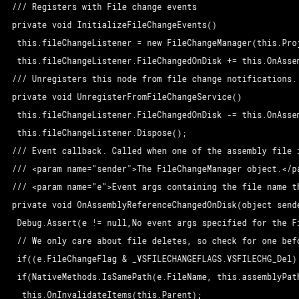 /// Registers with File change events
private void InitializeFileChangeEvents()
this.fileChangeListener = new FileChangeManager(this.Proj
this.fileChangeListener.FileChangedOnDisk += this.OnAssem
/// Unregisters this node from file change notifications.
private void UnregisterFromFileChangeService()
this.fileChangeListener.FileChangedOnDisk -= this.OnAssem
this.fileChangeListener.Dispose();
/// Event callback. Called when one of the assembly file i
/// <param name="sender">The FileChangeManager object.</pa
/// <param name="e">Event args containing the file name th
private void OnAssemblyReferenceChangedOnDisk(object sende
Debug.Assert(e != null,No event args specified for the Fi
// We only care about file deletes, so check for one befo
if((e.FileChangeFlag & _VSFILECHANGEFLAGS.VSFILECHG_Del)
if(NativeMethods.IsSamePath(e.FileName, this.assemblyPath
this.OnInvalidateItems(this.Parent);